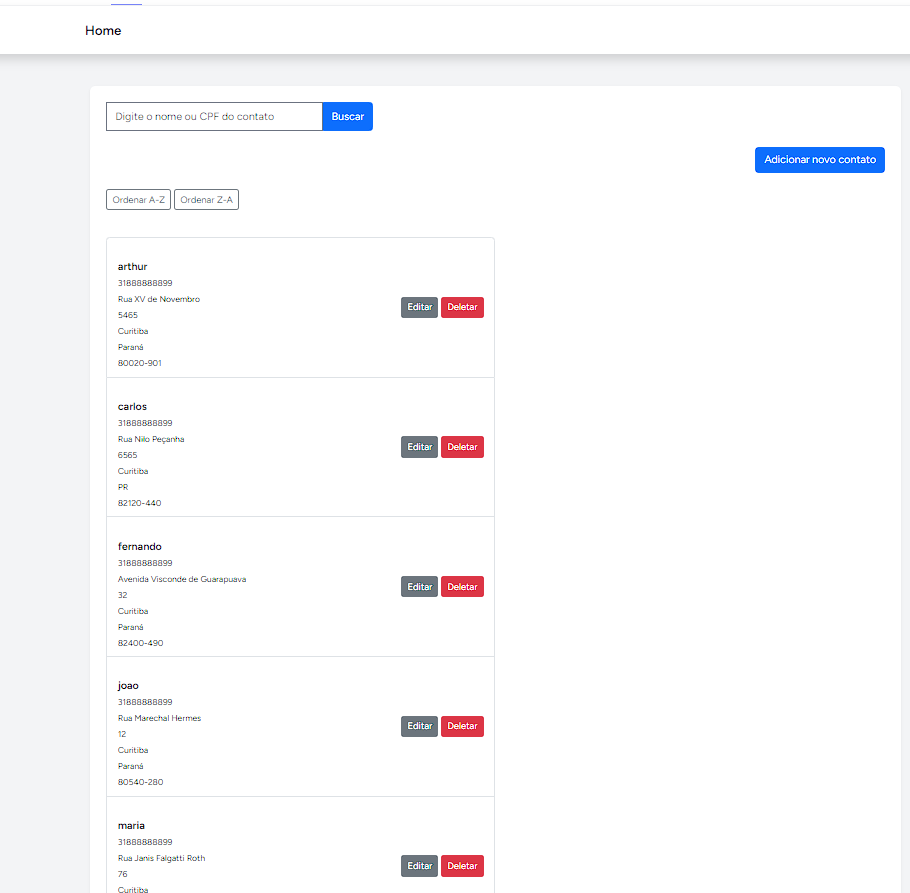 Home
Digite o nome ou CPF do contato Buscar
Adicionar novo contato
Ordenar A-Z Ordenar Z-A
arthur
31888888899
Rua XV de Novembro
Editar Deletar
5465
Curitiba
Paraná
80020-901
carlos
31888888899
Rua Nilo Peçanha
Editar Deletar
6565
Curitiba
PR
82120-440
fernando
31888888899
Avenida Visconde de Guarapuava
Editar Deletar
32
Curitiba
Paraná
82400-490
joao
31888888899
Rua Marechal Hermes
Editar Deletar
12
Curitiba
Paraná
80540-280
maria
31888888899
Rua Janis Falgatti Roth
Editar Deletar
76
Curitiba